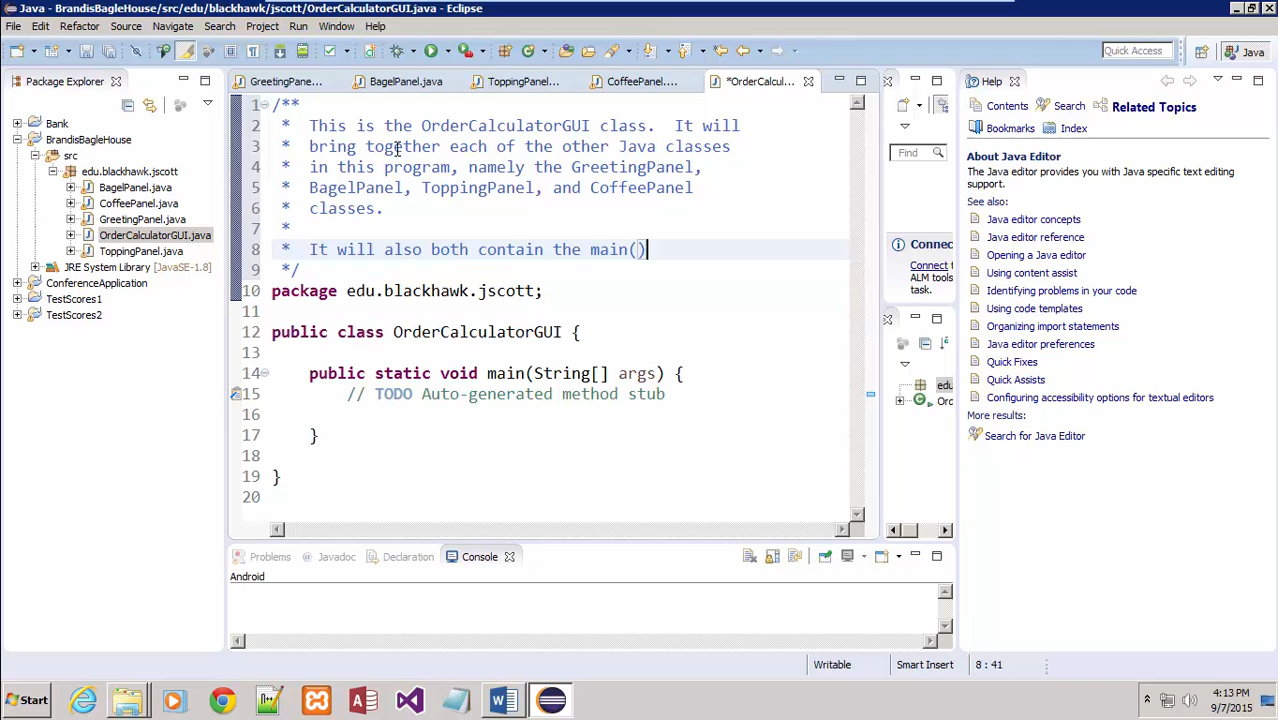 Java - BrandisBagleHouse/src/edu/blackhawk/jscott/OrderCalculatorGUI.java - Eclipse
File Edit Refactor Source Navigate Search Project Run Window Help
Quick Access
Java
Package Explorer
GreetingPane...
BagelPanel.java
ToppingPanel...
CoffeePanel....
*OrderCalcul...
Help
Contents
Search
Related Topics
Bookmarks
Index
Bank
BrandisBagleHouse
src
edu.blackhawk.jscott
BagelPanel.java
CoffeePanel.java
GreetingPanel.java
OrderCalculatorGUI.java
ToppingPanel.java
JRE System Library [JavaSE-1.8]
ConferenceApplication
TestScores1
TestScores2
1 /**
2 * This is the OrderCalculatorGUI class. It will
3 * bring together each of the other Java classes
4 * in this program, namely the GreetingPanel,
5 * BagelPanel, ToppingPanel, and CoffeePanel
6 * classes.
7 *
8 * It will also both contain the main()
9 */
10 package edu.blackhawk.jscott;
11
12 public class OrderCalculatorGUI {
13
14 public static void main(String[] args) {
15 // TODO Auto-generated method stub
16
17 }
18
19 }
20
Find
Connec
Connect to
ALM tools
task.
edu
Or
About Java Editor
The Java editor provides you with Java specific text editing
support.
See also:
Java editor concepts
Java editor reference
Opening a Java editor
Using content assist
Identifying problems in your code
Using code templates
Organizing import statements
Java editor preferences
Quick Fixes
Quick Assists
Configuring accessibility options for textual editors
More results:
Search for Java Editor
Problems
@ Javadoc
Declaration
Console
Android
Writable
Smart Insert
8 : 41
Start
4:13 PM
9/7/2015